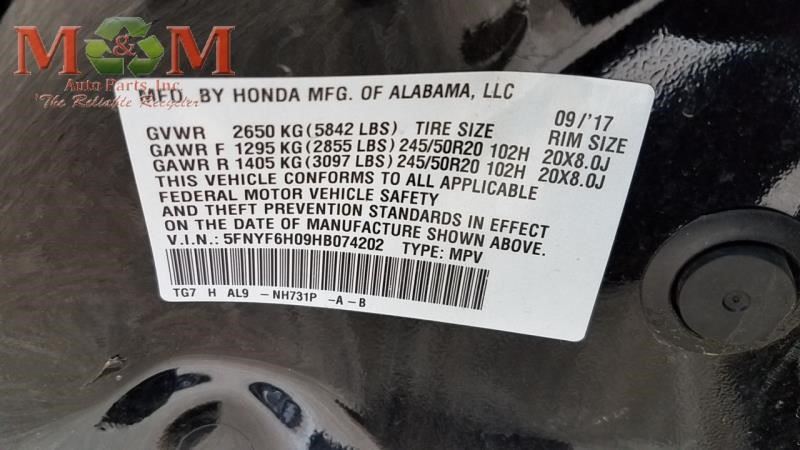 M&M
Auto Parts, Inc.
"The Reliable Recycler"
MFD. BY HONDA MFG. OF ALABAMA, LLC
09/'17
GVWR 2650 KG (5842 LBS) TIRE SIZE RIM SIZE
GAWR F 1295 KG (2855 LBS) 245/50R20 102H 20X8.0J
GAWR R 1405 KG (3097 LBS) 245/50R20 102H 20X8.0J
THIS VEHICLE CONFORMS TO ALL APPLICABLE
FEDERAL MOTOR VEHICLE SAFETY
AND THEFT PREVENTION STANDARDS IN EFFECT
ON THE DATE OF MANUFACTURE SHOWN ABOVE.
V.I.N.: 5FNYF6H09HB074202 TYPE: MPV
TG7 H AL9 -NH731P -A-B